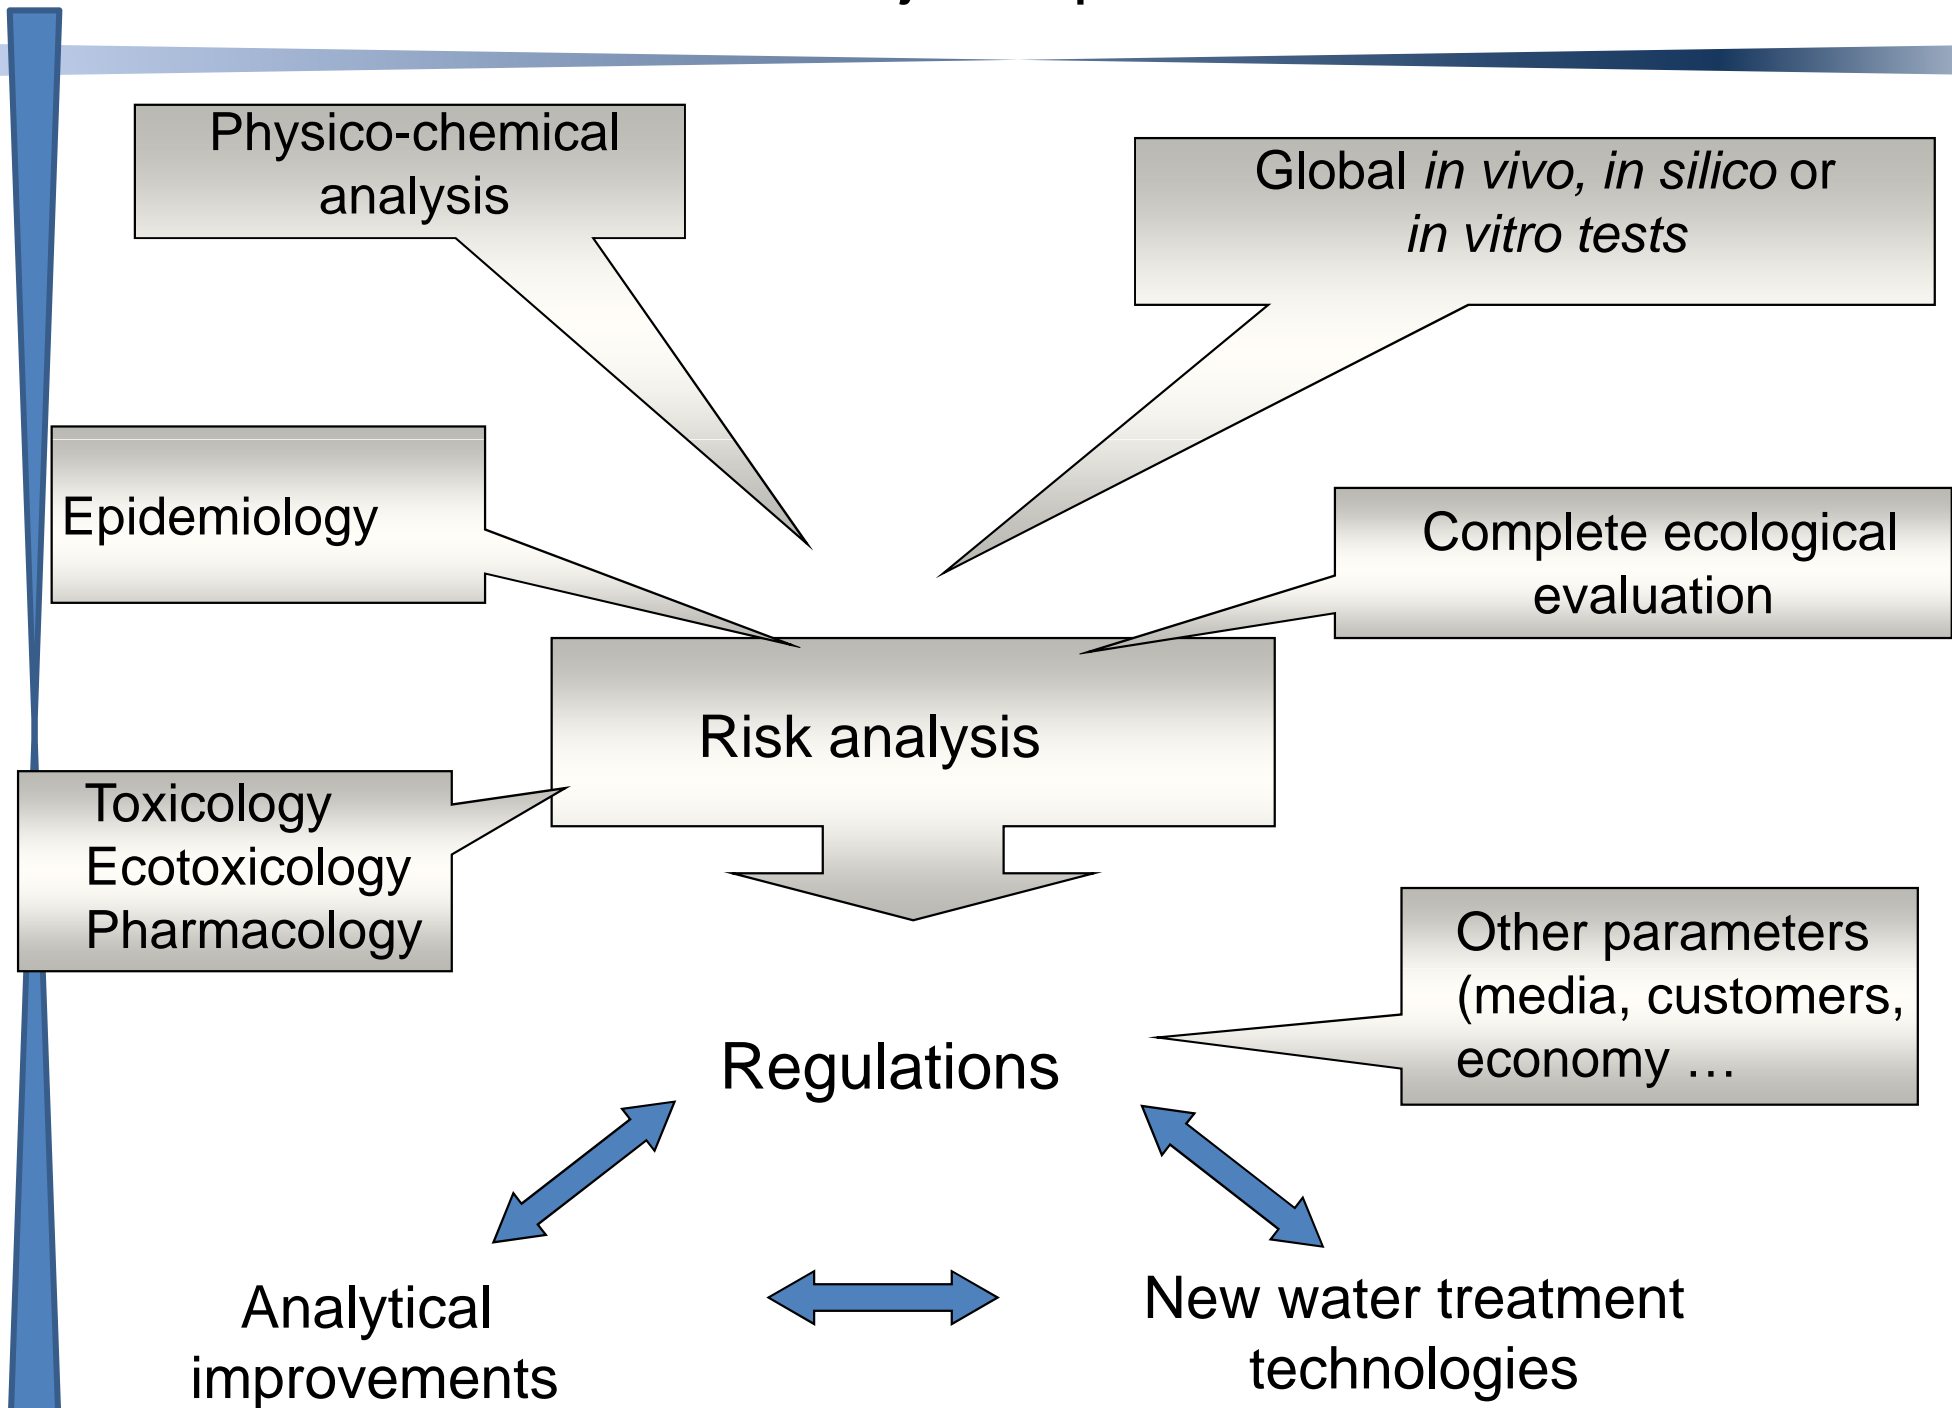 Physico-chemical
analysis
Global in vivo, in silico or
in vitro tests
Epidemiology
Complete ecological
evaluation
Risk analysis
Toxicology
Ecotoxicology
Pharmacology
Other parameters
(media, customers,
economy …
Regulations
Analytical
improvements
New water treatment
technologies